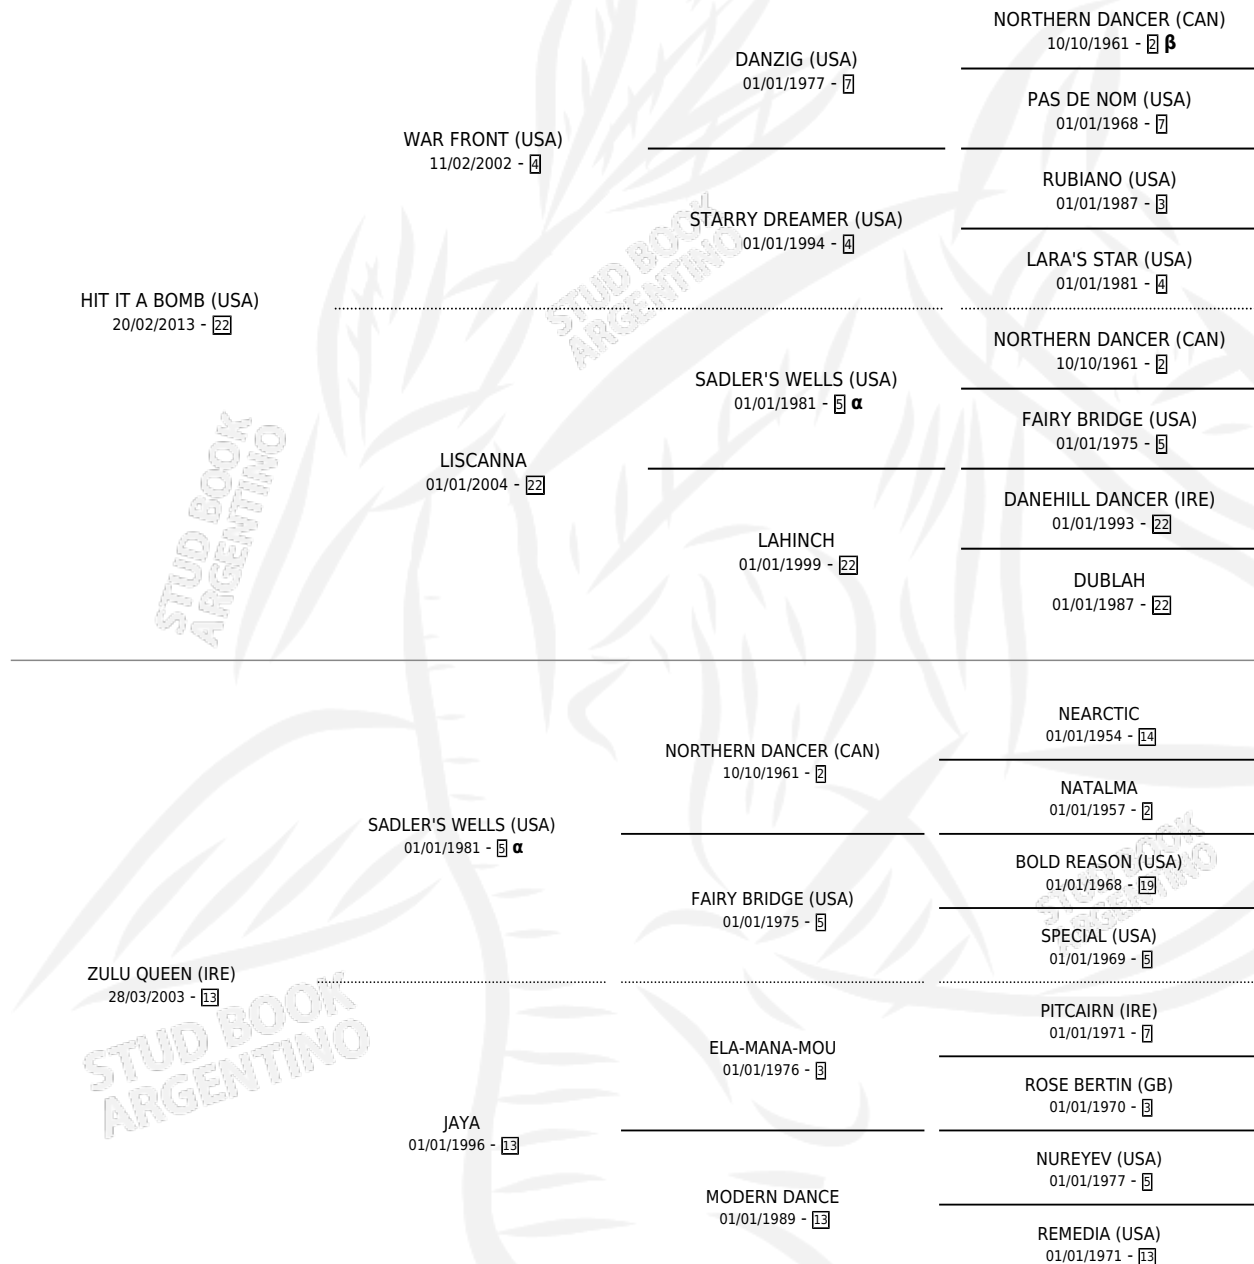 NORTHERN DANCER (CAN)
10/10/1961 - 2 β
DANZIG (USA)
01/01/1977 - 7
PAS DE NOM (USA)
01/01/1968 - 7
WAR FRONT (USA)
11/02/2002 - 4
RUBIANO (USA)
01/01/1987 - 3
STARRY DREAMER (USA)
01/01/1994 - 4
LARA'S STAR (USA)
01/01/1981 - 4
HIT IT A BOMB (USA)
20/02/2013 - 22
NORTHERN DANCER (CAN)
10/10/1961 - 2
SADLER'S WELLS (USA)
01/01/1981 - 5 α
FAIRY BRIDGE (USA)
01/01/1975 - 5
LISCANNA
01/01/2004 - 22
DANEHILL DANCER (IRE)
01/01/1993 - 22
LAHINCH
01/01/1999 - 22
DUBLAH
01/01/1987 - 22
NEARCTIC
01/01/1954 - 14
NORTHERN DANCER (CAN)
10/10/1961 - 2
NATALMA
01/01/1957 - 2
SADLER'S WELLS (USA)
01/01/1981 - 5 α
BOLD REASON (USA)
01/01/1968 - 19
FAIRY BRIDGE (USA)
01/01/1975 - 5
SPECIAL (USA)
01/01/1969 - 5
ZULU QUEEN (IRE)
28/03/2003 - 13
PITCAIRN (IRE)
01/01/1971 - 7
ELA-MANA-MOU
01/01/1976 - 3
ROSE BERTIN (GB)
01/01/1970 - 3
JAYA
01/01/1996 - 13
NUREYEV (USA)
01/01/1977 - 5
MODERN DANCE
01/01/1989 - 13
REMEDIA (USA)
01/01/1971 - 13
STUD BOOK
ARGENTINO
STUD BOOK
ARGENTINO
STUD BOOK
ARGENTINO
STUD BOOK
ARGENTINO